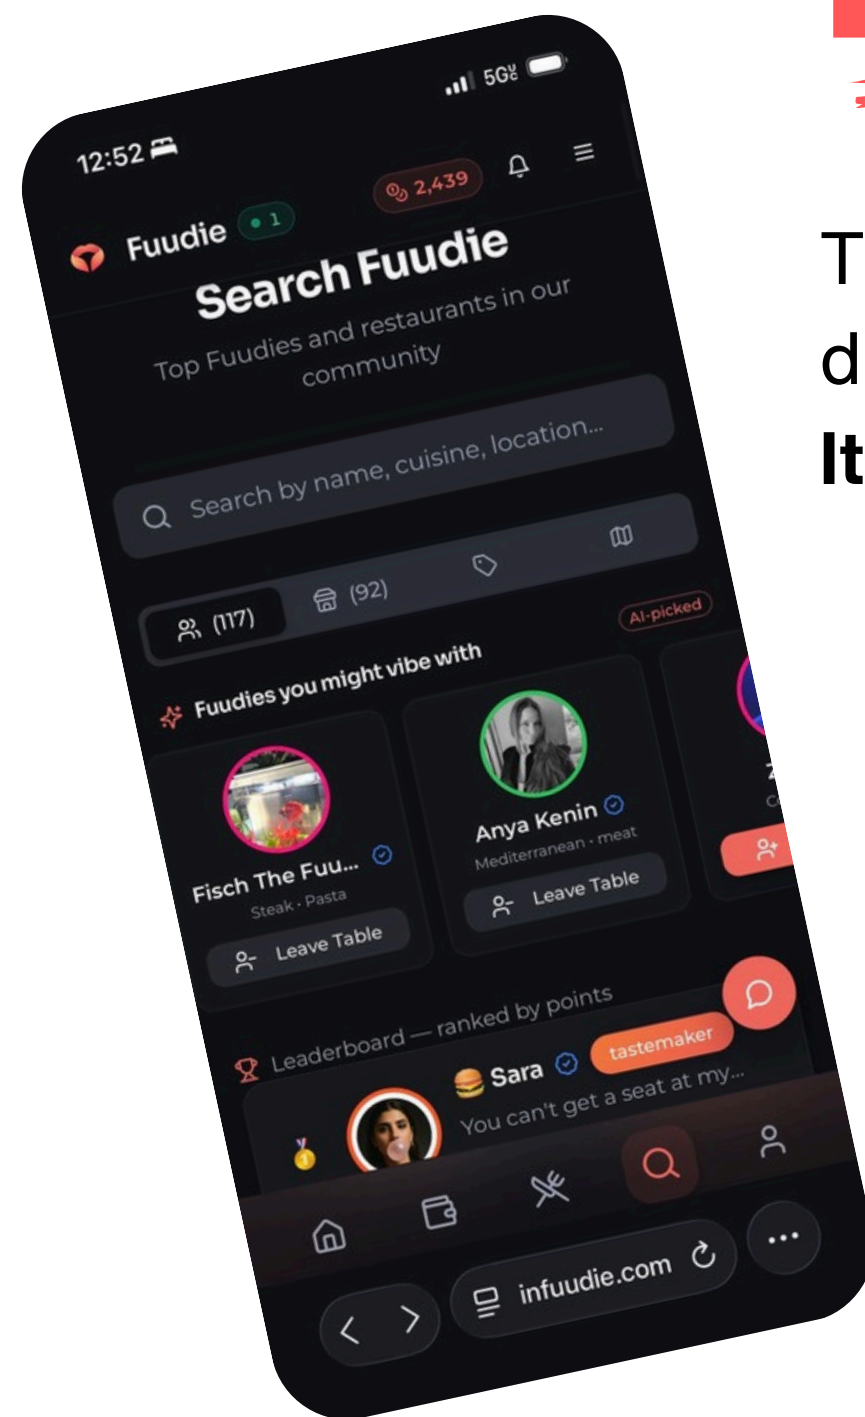 12:52
5G
Fuudie
1
2,439
Search Fuudie
Top Fuudies and restaurants in our
community
Search by name, cuisine, location...
(117)
(92)
Fuudies you might vibe with
AI-picked
Fisch The Fuu...
Steak • Pasta
Leave Table
Anya Kenin
Mediterranean • meat
Leave Table
Leaderboard — ranked by points
Sara
tastemaker
You can't get a seat at my...
infuudie.com
T
d
It